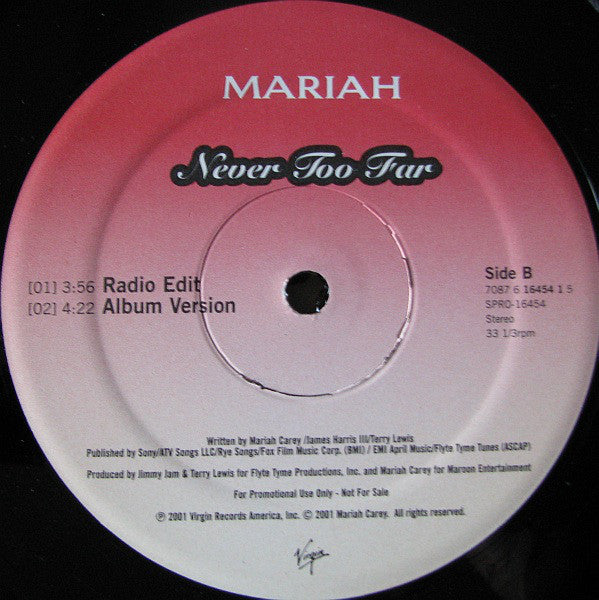 MARIAH
Never Too Far
[01] 3:56 Radio Edit
[02] 4:22 Album Version
Side B
7087 6 16454 1 5
SPRO-16454
Stereo
33 1/3rpm
Written by Mariah Carey /James Harris III/Terry Lewis
Published by Sony/ATV Songs LLC/Rye Songs/Fox Film Music Corp. (BMI) / EMI April Music/Flyte Tyme Tunes (ASCAP)
Produced by Jimmy Jam & Terry Lewis for Flyte Tyme Productions, Inc. and Mariah Carey for Maroon Entertainment
For Promotional Use Only - Not For Sale
℗ 2001 Virgin Records America, Inc. © 2001 Mariah Carey. All rights reserved.
Virgin